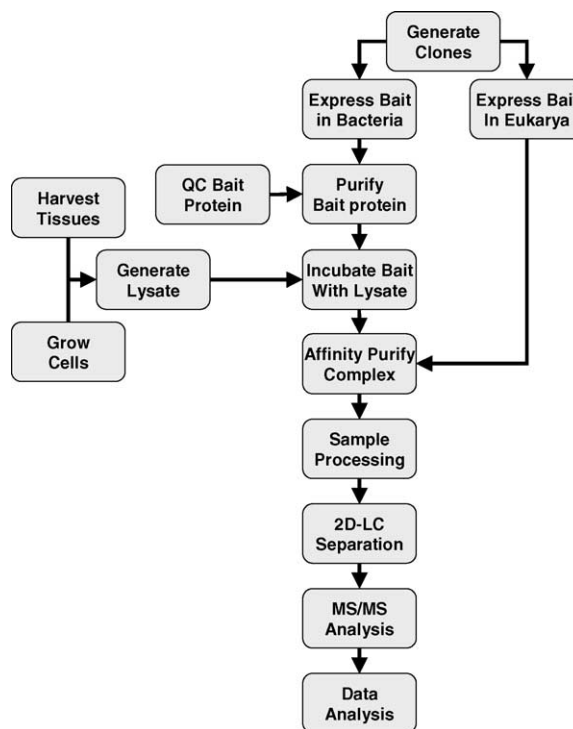 Generate
Clones
Express Bait
in Bacteria
Express Bait
In Eukarya
QC Bait
Protein
Purify
Bait protein
Harvest
Tissues
Generate
Lysate
Incubate Bait
With Lysate
Grow
Cells
Affinity Purify
Complex
Sample
Processing
2D-LC
Separation
MS/MS
Analysis
Data
Analysis